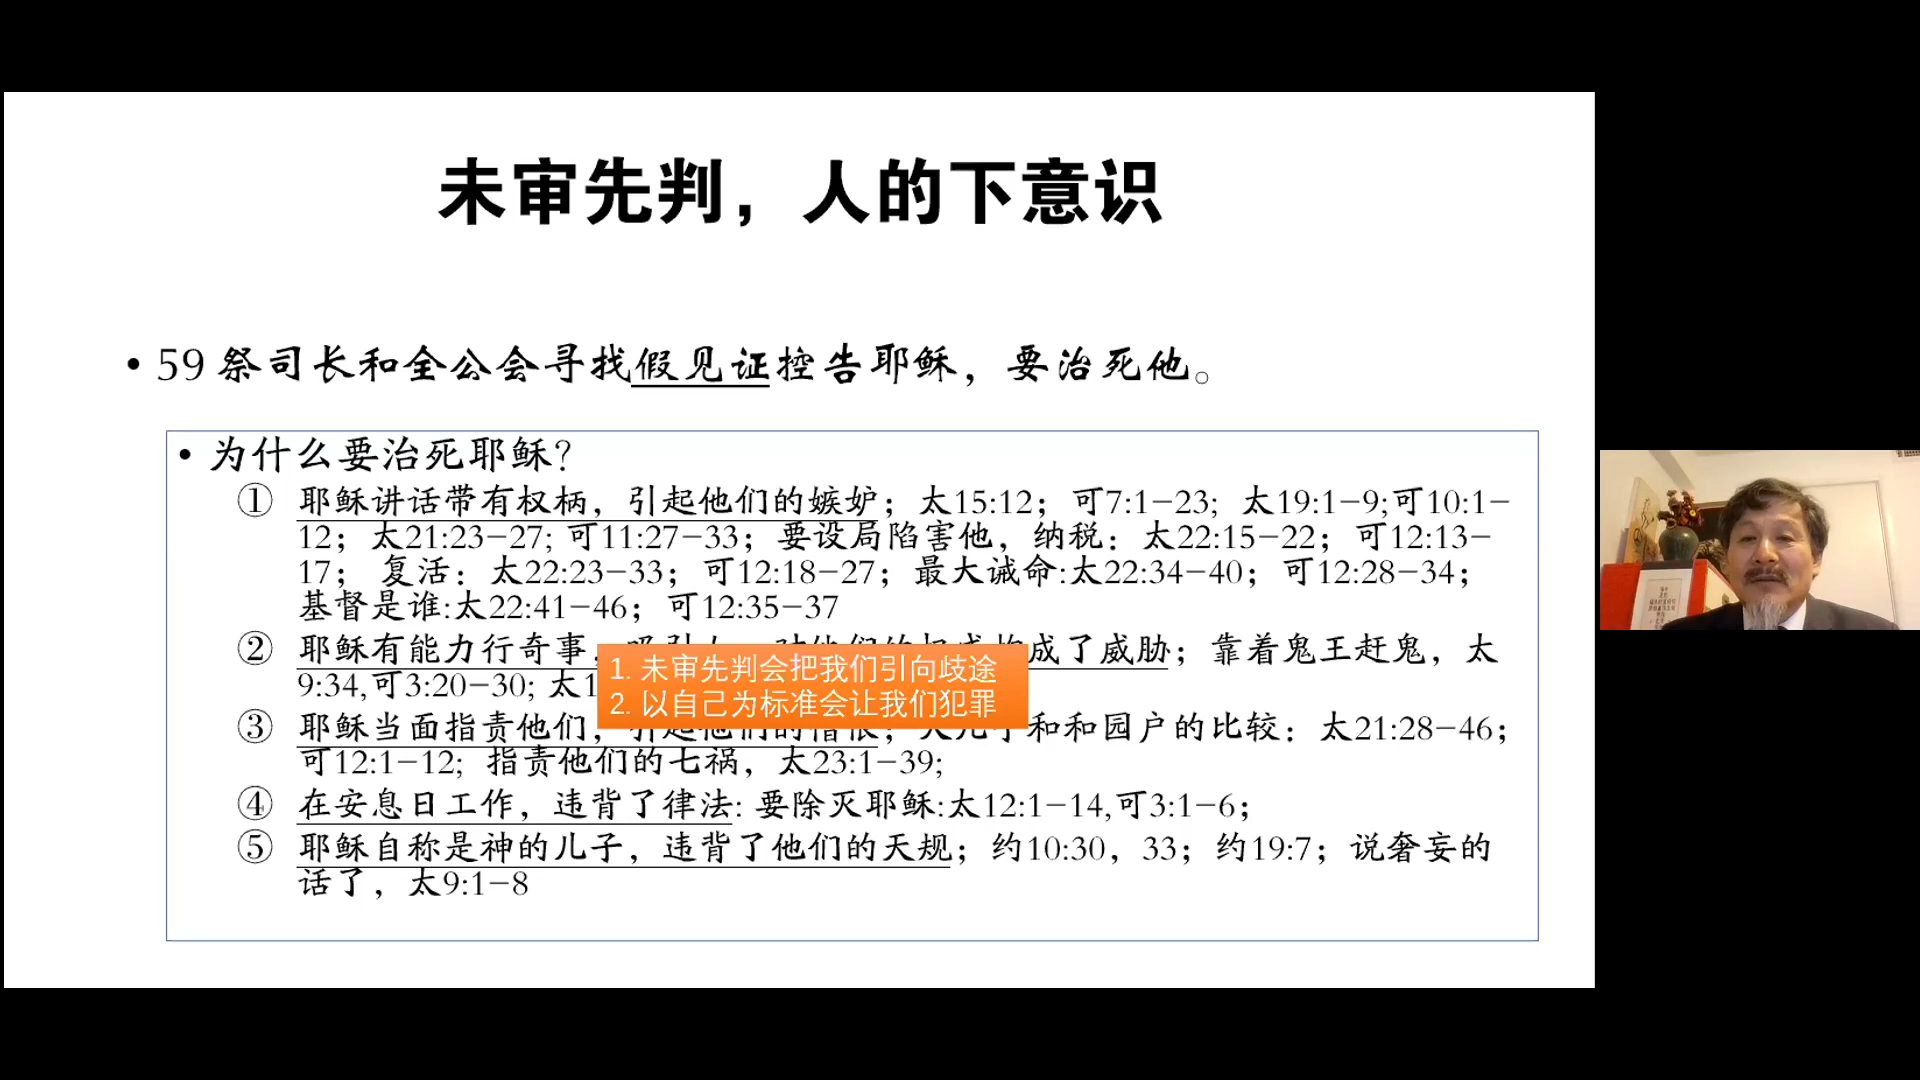 未审先判，人的下意识
• 59 祭司长和全公会寻找假见证控告耶稣，要治死他。
• 为什么要治死耶稣？
① 耶稣讲话带有权柄，引起他们的嫉妒；太15:12；可7:1-23; 太19:1-9;可10:1-
12；太21:23-27; 可11:27-33；要设局陷害他，纳税：太22:15-22；可12:13-
17； 复活：太22:23-33；可12:18-27；最大诫命:太22:34-40；可12:28-34；
基督是谁:太22:41-46；可12:35-37
② 耶稣有能力行奇事，成了威胁；靠着鬼王赶鬼，太
9:34,可3:20-30; 太1
1. 未审先判会把我们引向歧途
2. 以自己为标准会让我们犯罪
③ 耶稣当面指责他们，引起他们的憎恨；和和园户的比较：太21:28-46；
可12:1-12; 指责他们的七祸，太23:1-39;
④ 在安息日工作，违背了律法: 要除灭耶稣:太12:1-14,可3:1-6；
⑤ 耶稣自称是神的儿子，违背了他们的天规；约10:30，33；约19:7；说奢妄的
话了，太9:1-8